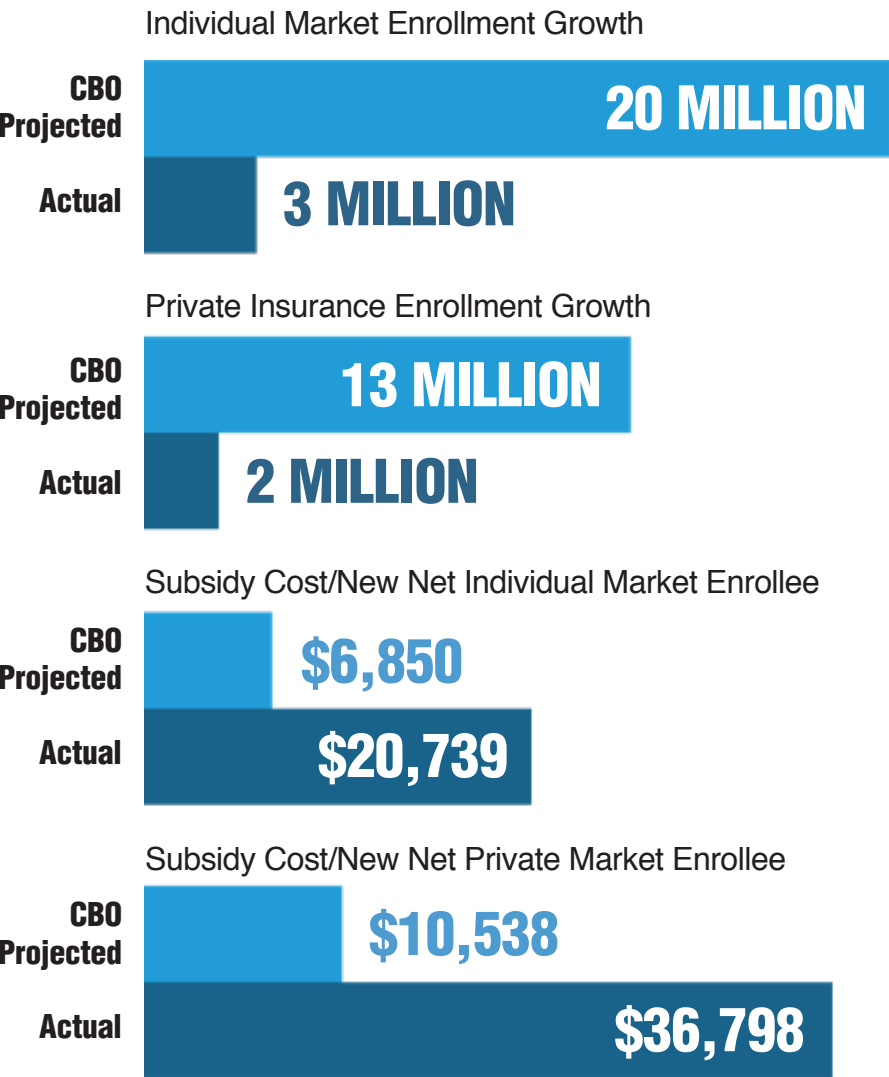 Individual Market Enrollment Growth
CBO
Projected
20 MILLION
Actual
3 MILLION
Private Insurance Enrollment Growth
CBO
Projected
13 MILLION
Actual
2 MILLION
Subsidy Cost/New Net Individual Market Enrollee
CBO
Projected
$6,850
Actual
$20,739
Subsidy Cost/New Net Private Market Enrollee
CBO
Projected
$10,538
Actual
$36,798